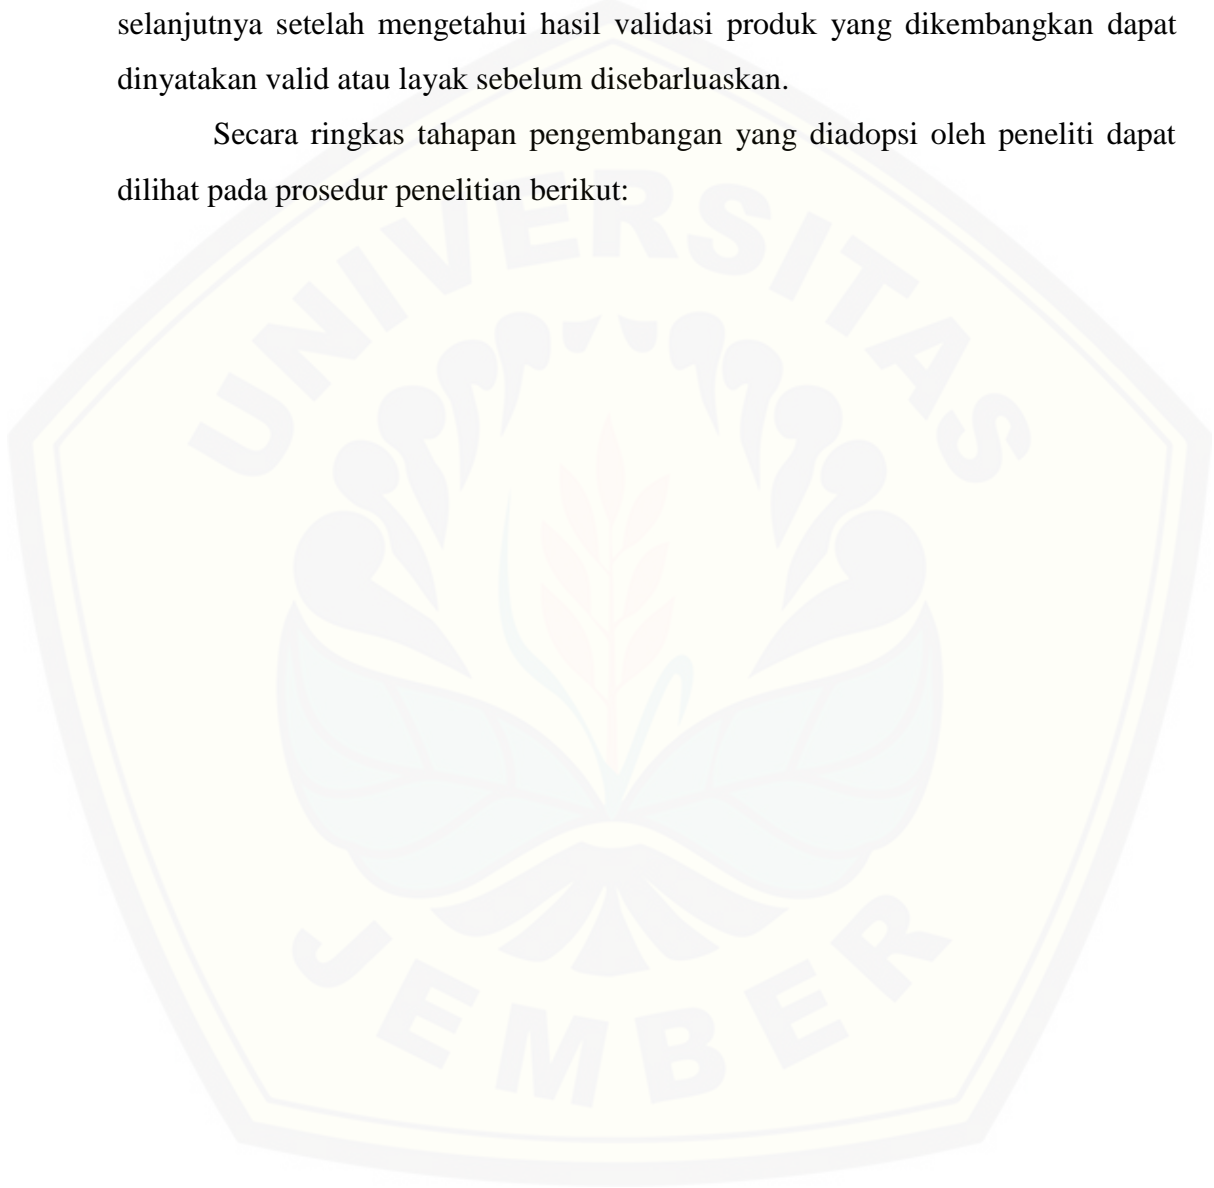 selanjutnya setelah mengetahui hasil validasi produk yang dikembangkan dapat
dinyatakan valid atau layak sebelum disebarluaskan.
Secara ringkas tahapan pengembangan yang diadopsi oleh peneliti dapat
dilihat pada prosedur penelitian berikut:
UNIVERSITAS
JEMBER